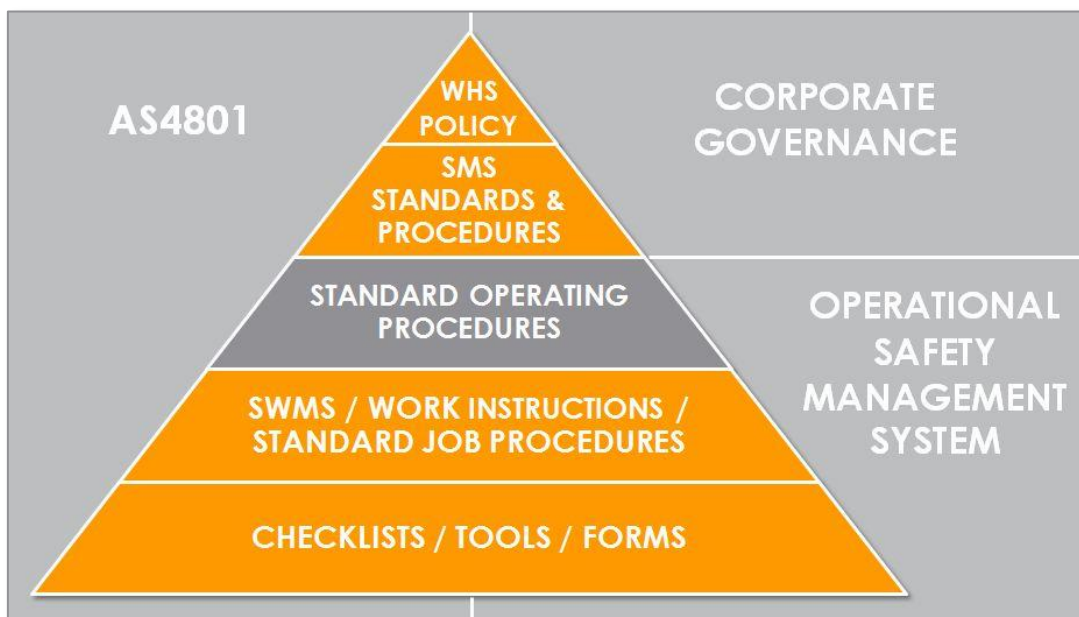 AS4801
WHS
POLICY
SMS
STANDARDS &
PROCEDURES
STANDARD OPERATING
PROCEDURES
SWMS / WORK INSTRUCTIONS /
STANDARD JOB PROCEDURES
CHECKLISTS / TOOLS / FORMS
CORPORATE
GOVERNANCE
OPERATIONAL
SAFETY
MANAGEMENT
SYSTEM